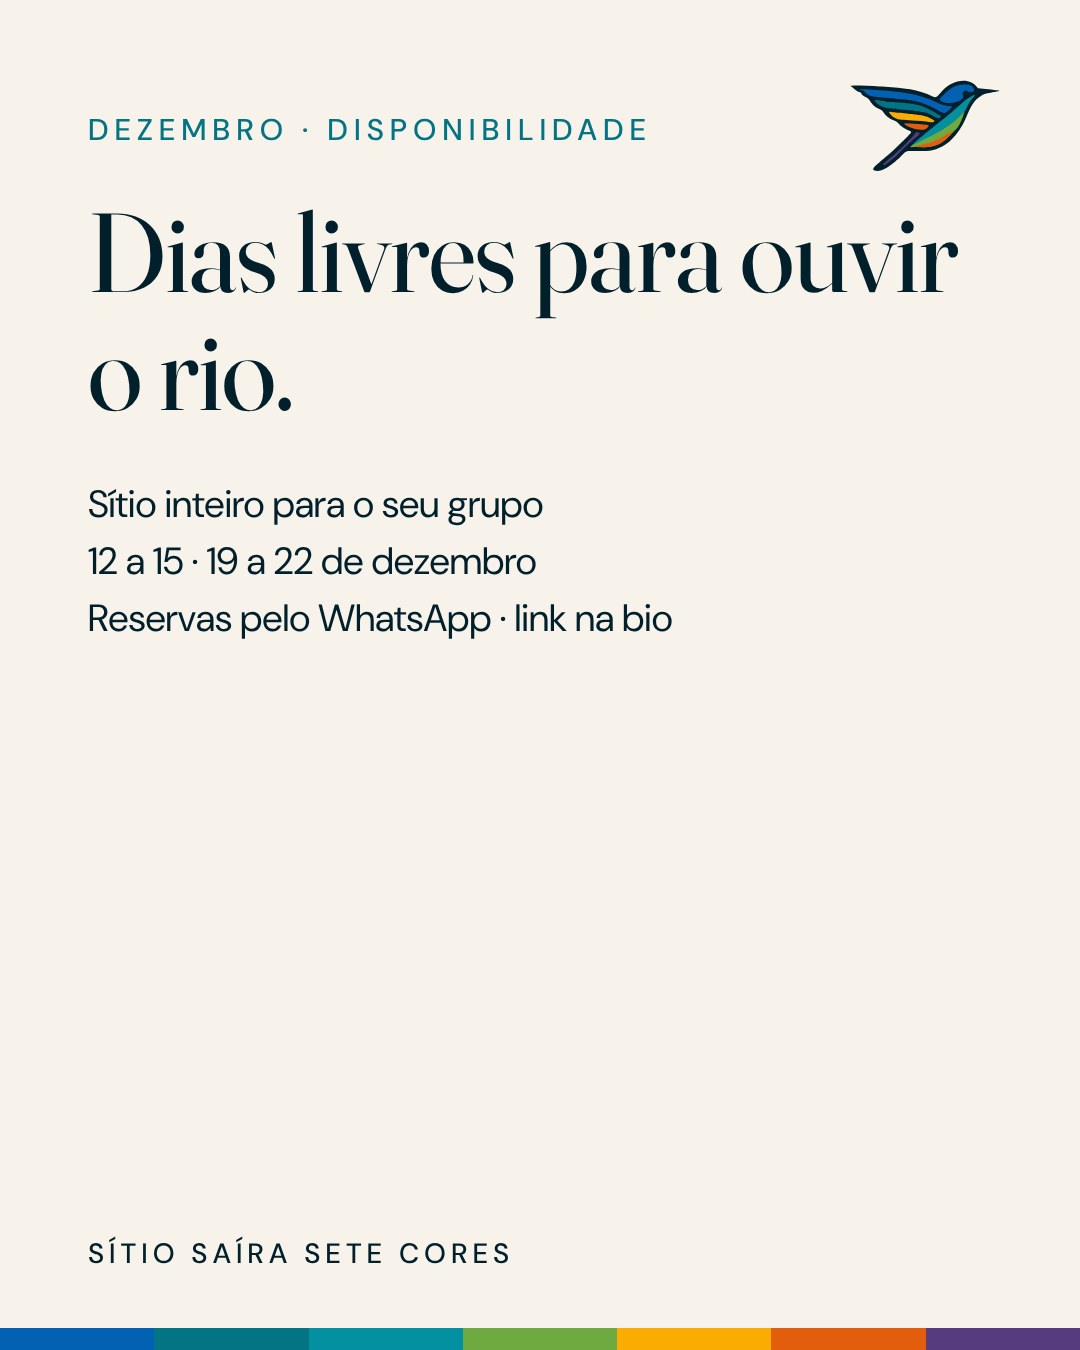 DEZEMBRO · DISPONIBILIDADE
Dias livres para ouvir
o rio.
Sítio inteiro para o seu grupo
12 a 15 · 19 a 22 de dezembro
Reservas pelo WhatsApp · link na bio
SÍTIO SAÍRA SETE CORES